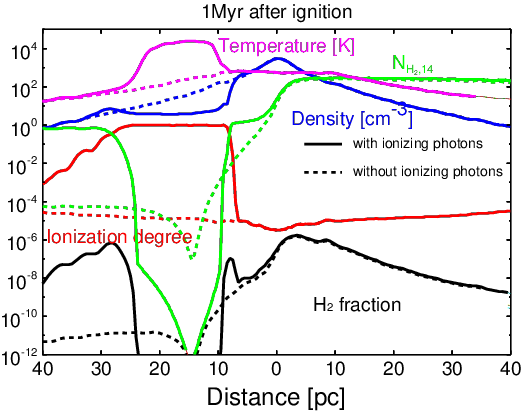 1Myr after ignition
10^4
Temperature [K]
N_H₂,14
10^2
Density [cm^-3]
10^0
with ionizing photons
10^-2
without ionizing photons
10^-4
Ionization degree
10^-6
10^-8
H₂ fraction
10^-10
10^-12
40 30 20 10 0 10 20 30 40
Distance [pc]